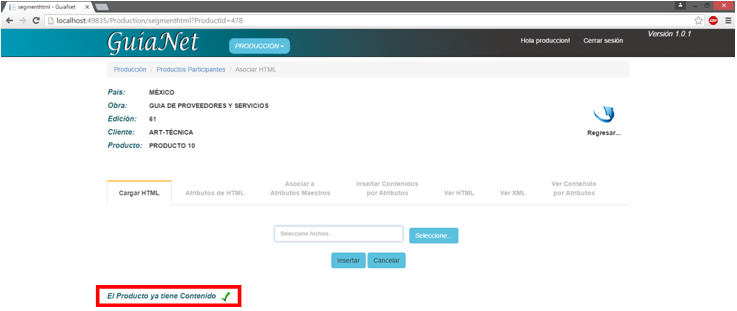 segmenthtml - GuiaNet
localhost:49835/Production/segmenthtml?ProductId=478
GuíaNet
PRODUCCIÓN
Hola produccion!
Cerrar sesión
Versión 1.0.1
Producción / Productos Participantes / Asociar HTML
País: MÉXICO
Obra: GUIA DE PROVEEDORES Y SERVICIOS
Edición: 61
Cliente: ART-TÉCNICA
Producto: PRODUCTO 10
Regresar...
Cargar HTML
Atributos de HTML
Asociar a
Atributos Maestros
Insertar Contenidos
por Atributos
Ver HTML
Ver XML
Ver Contenido
por Atributos
Seleccione Archivo...
Seleccione...
Insertar
Cancelar
El Producto ya tiene Contenido